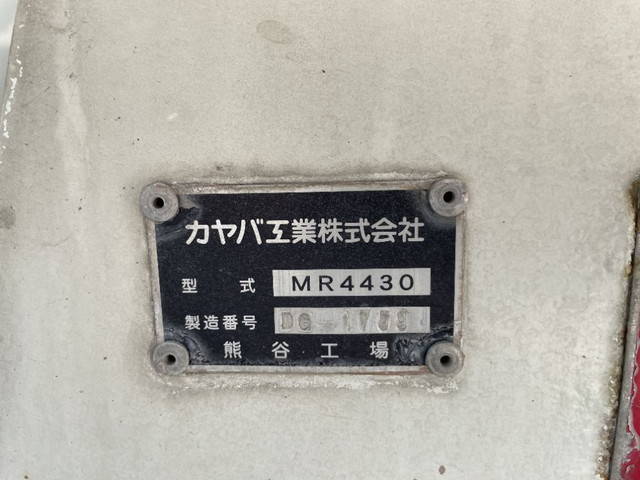 カヤバ工業株式会社
型式 MR4430
製造番号
熊谷工場